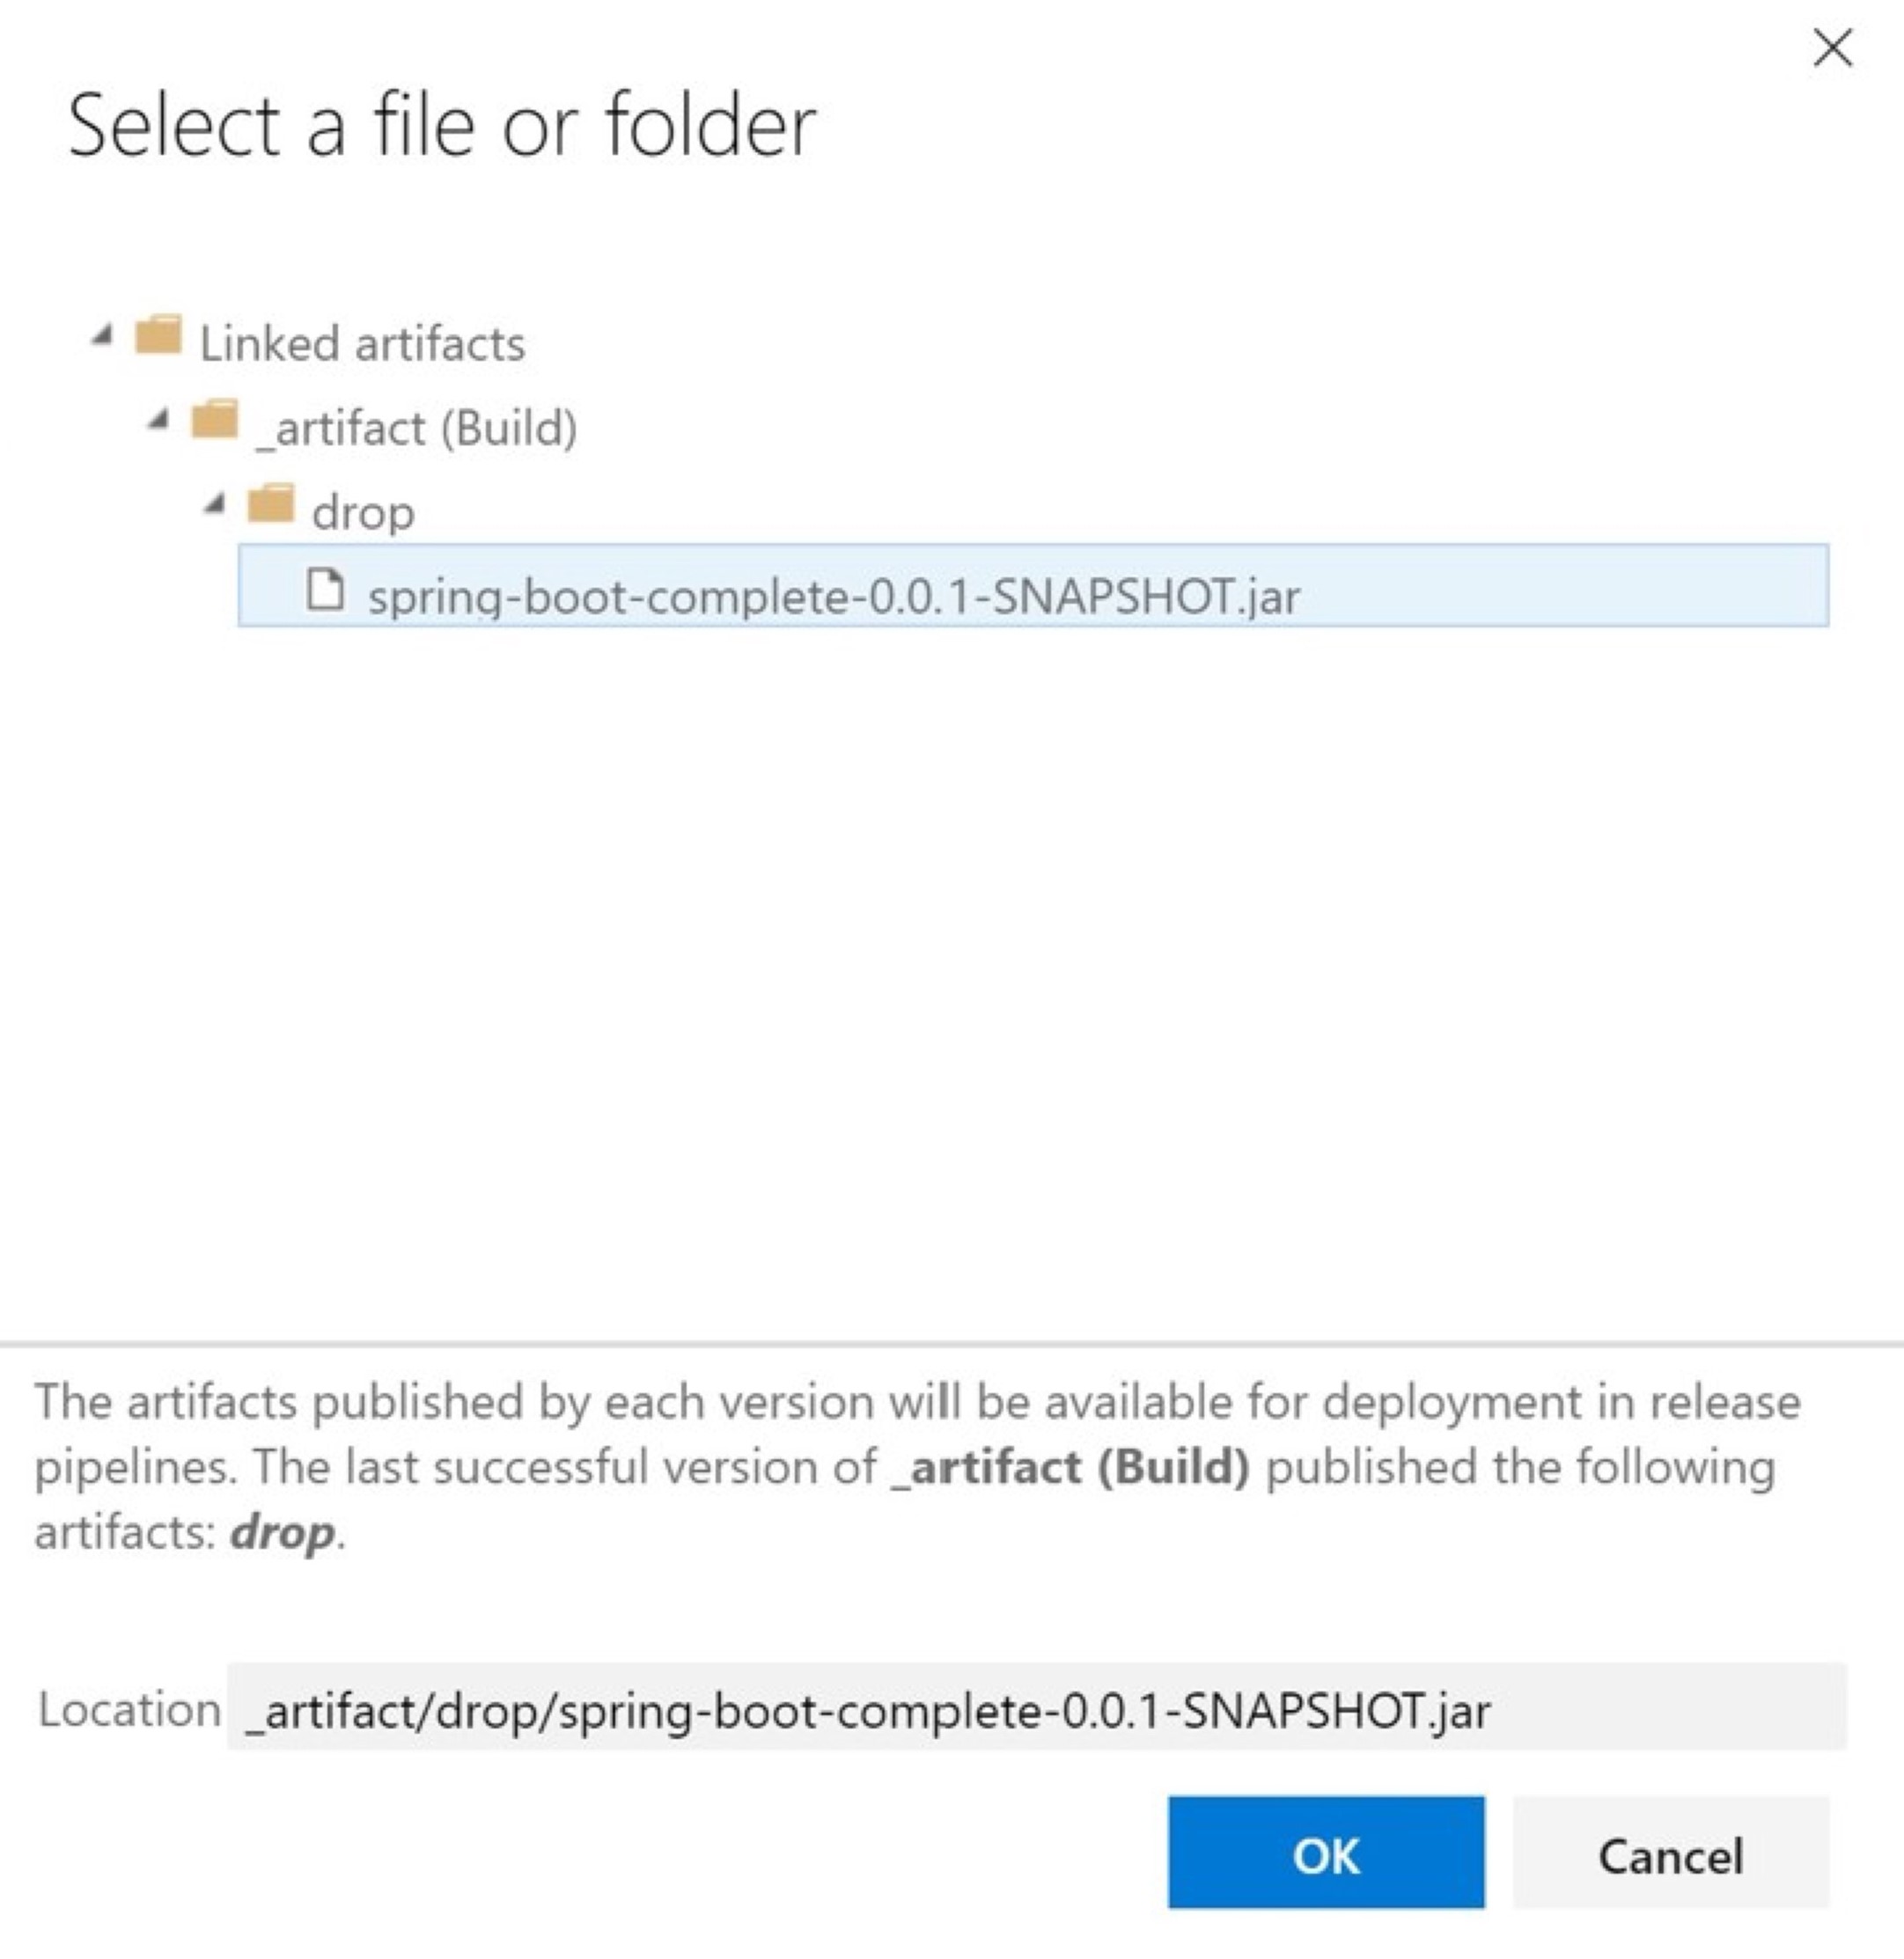 Select a file or folder
Linked artifacts
_artifact (Build)
drop
spring-boot-complete-0.0.1-SNAPSHOT.jar
The artifacts published by each version will be available for deployment in release
pipelines. The last successful version of _artifact (Build) published the following
artifacts: drop.
Location _artifact/drop/spring-boot-complete-0.0.1-SNAPSHOT.jar
OK Cancel